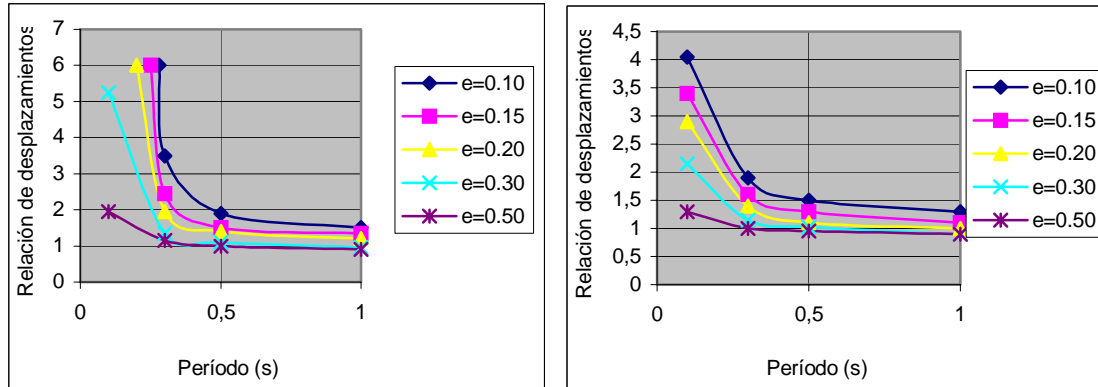 Relación de desplazamientos
7
6
5
4
3
2
1
0
0
0,5
1
Período (s)
e=0.10
e=0.15
e=0.20
e=0.30
e=0.50
Relación de desplazamientos
4,5
4
3,5
3
2,5
2
1,5
1
0,5
0
0
0,5
1
Período (s)
e=0.10
e=0.15
e=0.20
e=0.30
e=0.50